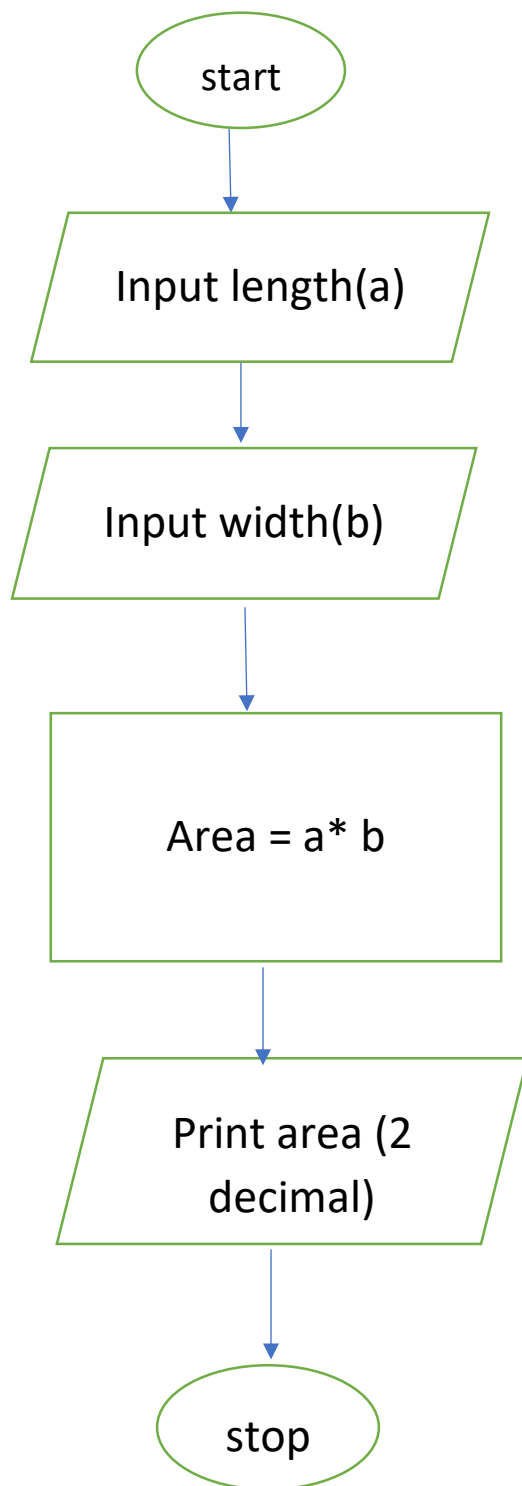 start
Input length(a)
Input width(b)
Area = a* b
Print area (2
decimal)
stop